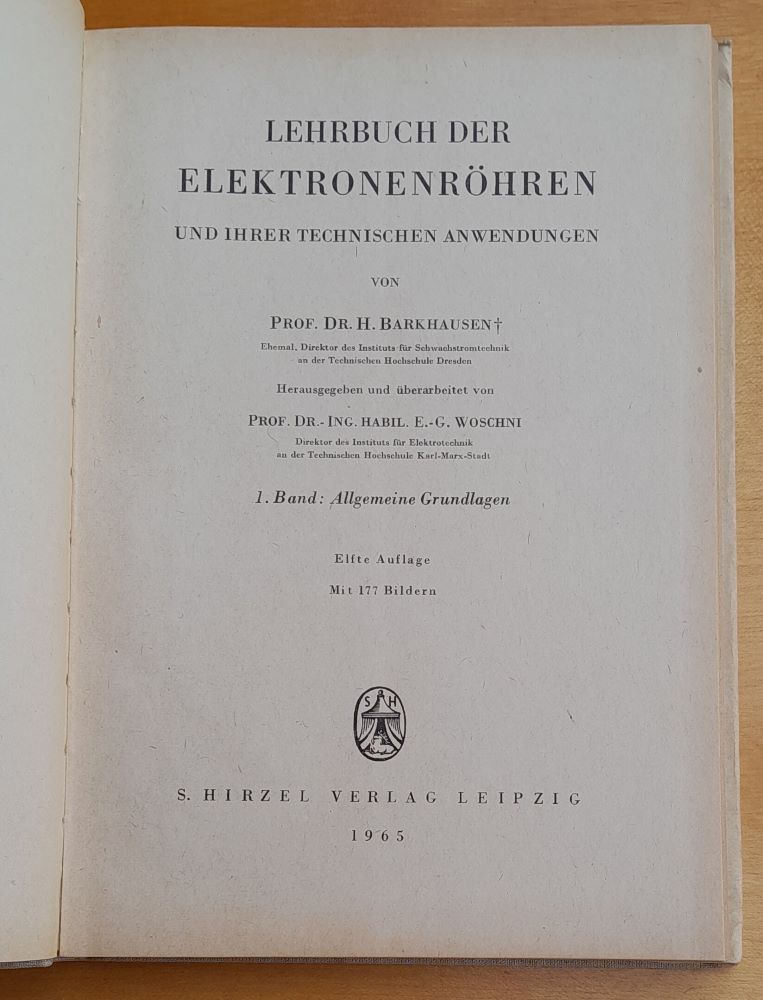 LEHRBUCH DER
ELEKTRONENRÖHREN
UND IHRER TECHNISCHEN ANWENDUNGEN
VON
PROF. DR. H. BARKHAUSEN†
Ehemal. Direktor des Instituts für Schwachstromtechnik
an der Technischen Hochschule Dresden
Herausgegeben und überarbeitet von
PROF. DR.-ING. HABIL. E.-G. WOSCHNI
Direktor des Instituts für Elektrotechnik
an der Technischen Hochschule Karl-Marx-Stadt
1. Band: Allgemeine Grundlagen
Elfte Auflage
Mit 177 Bildern
S H
S. HIRZEL VERLAG LEIPZIG
1965